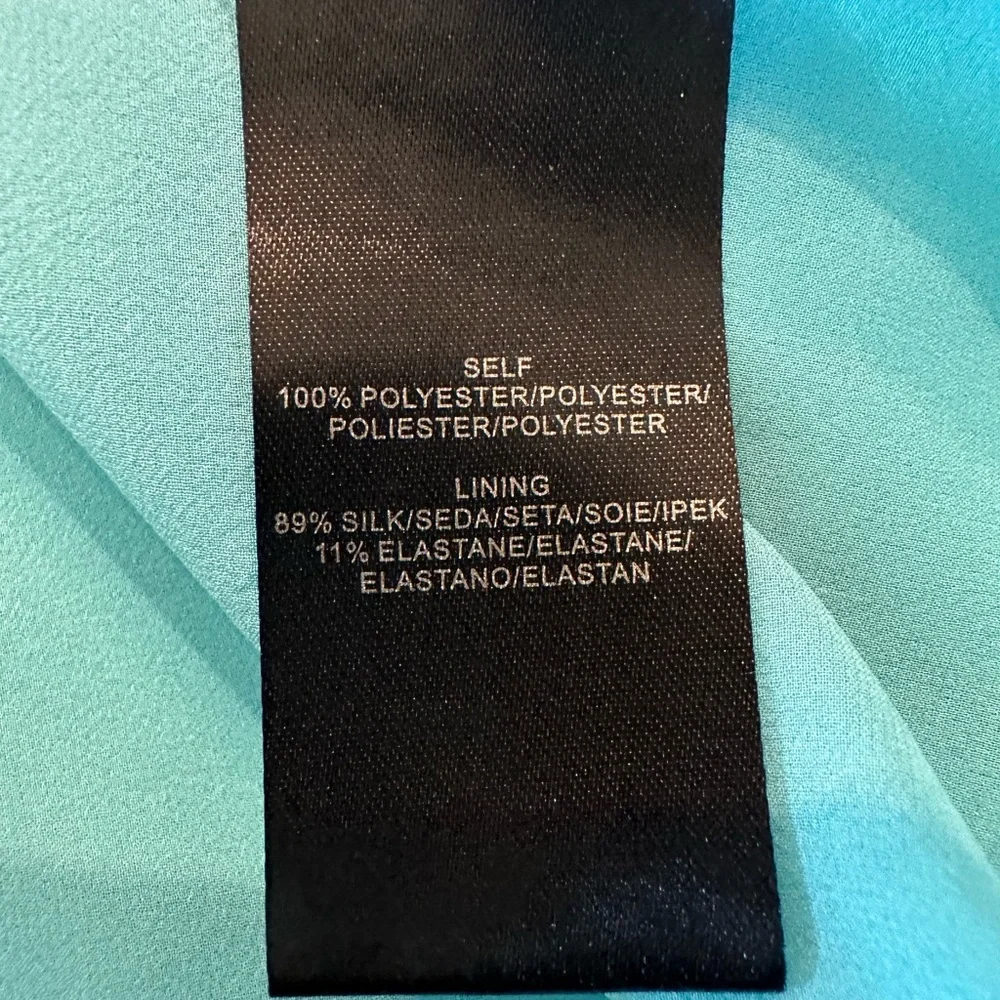 SELF
100% POLYESTER/POLYESTER/
POLIESTER/POLYESTER
LINING
89% SILK/SEDA/SETA/SOIE/IPEK
11% ELASTANE/ELASTANE/
ELASTANO/ELASTAN